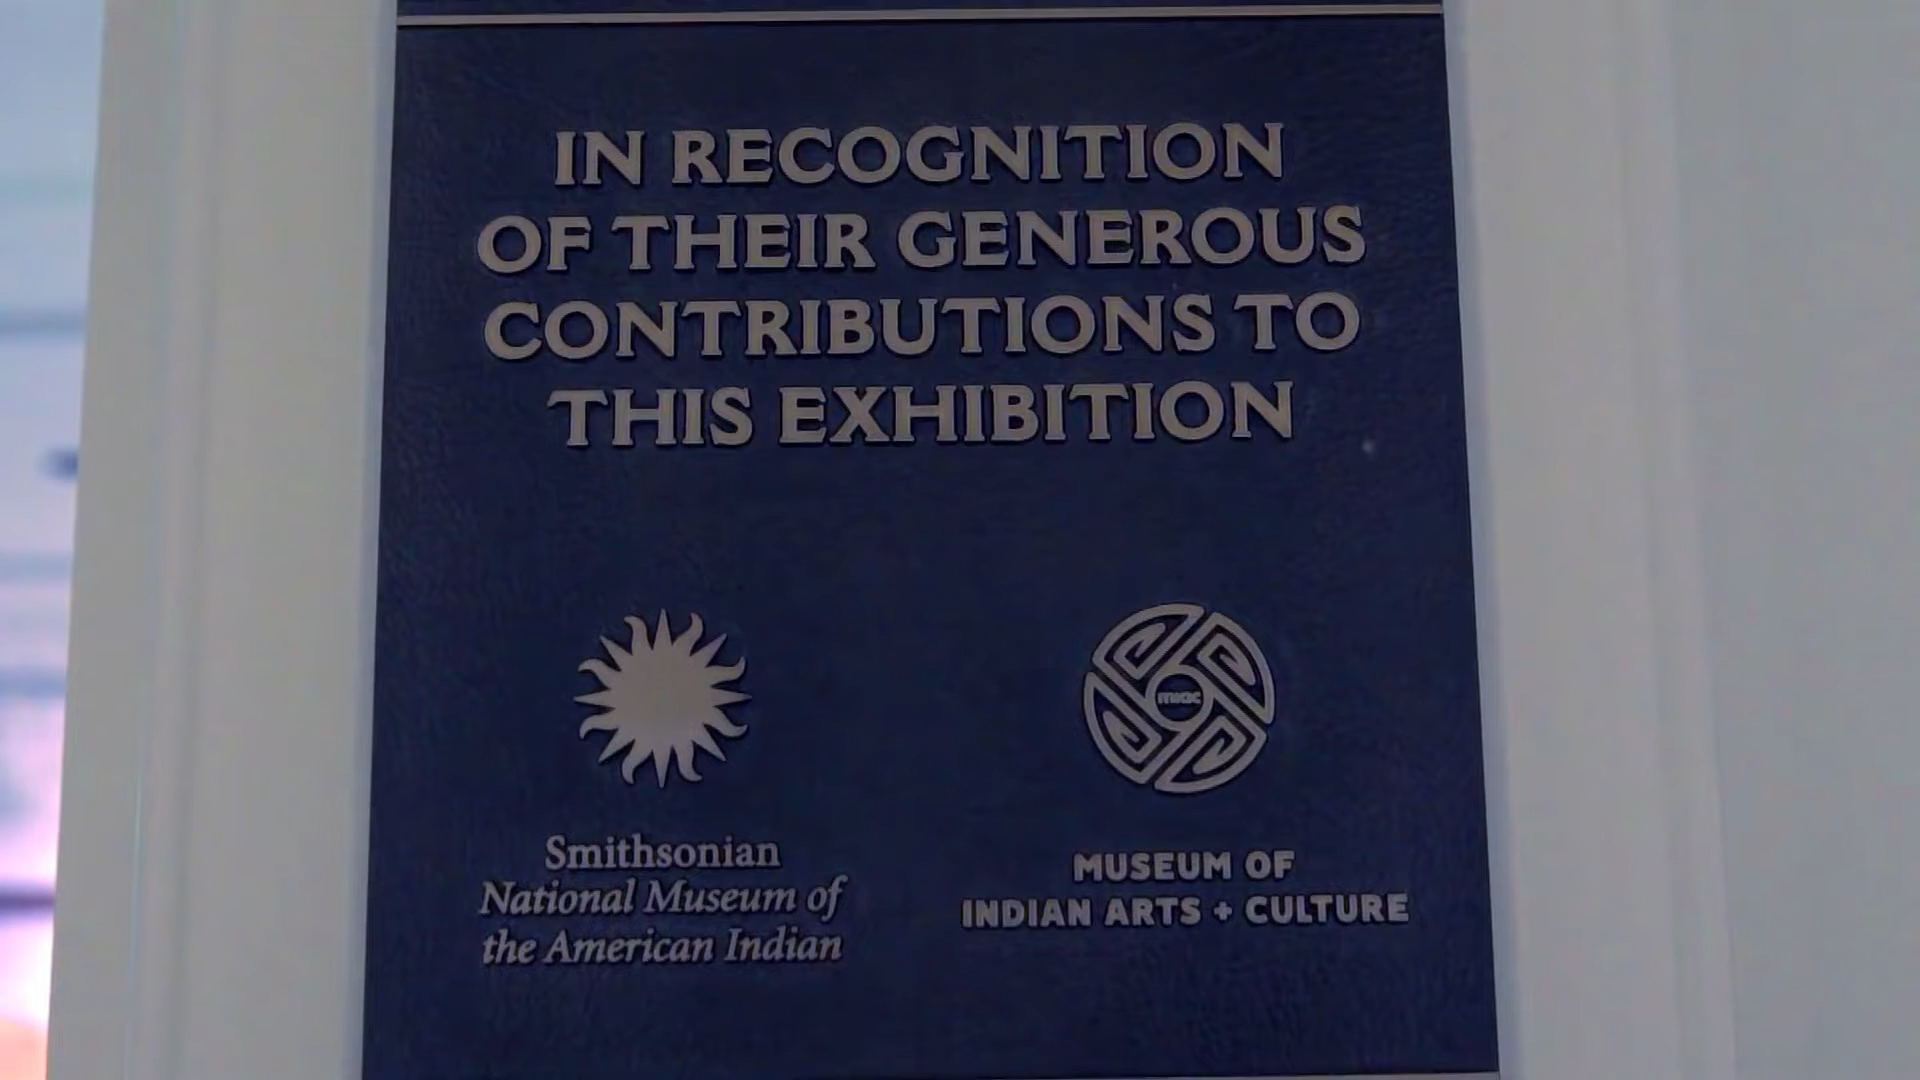 IN RECOGNITION
OF THEIR GENEROUS
CONTRIBUTIONS TO
THIS EXHIBITION
miac
Smithsonian
National Museum of
the American Indian
MUSEUM OF
INDIAN ARTS + CULTURE